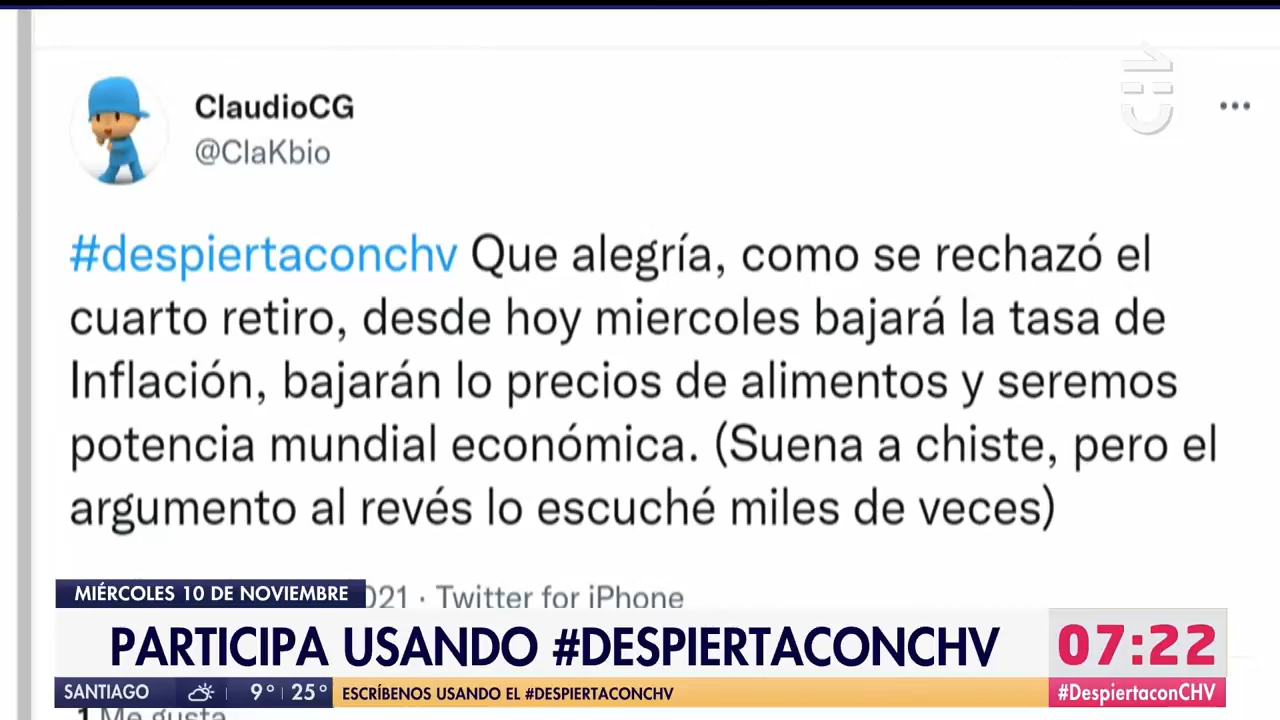 ClaudioCG
@ClaKbio
#despiertaconchv Que alegría, como se rechazó el
cuarto retiro, desde hoy miercoles bajará la tasa de
Inflación, bajarán lo precios de alimentos y seremos
potencia mundial económica. (Suena a chiste, pero el
argumento al revés lo escuché miles de veces)
MIÉRCOLES 10 DE NOVIEMBRE
021 · Twitter for iPhone
PARTICIPA USANDO #DESPIERTACONCHV
07:22
SANTIAGO 9° 25° ESCRÍBENOS USANDO EL #DESPIERTACONCHV
#DespiertaconCHV
1 Me gusta